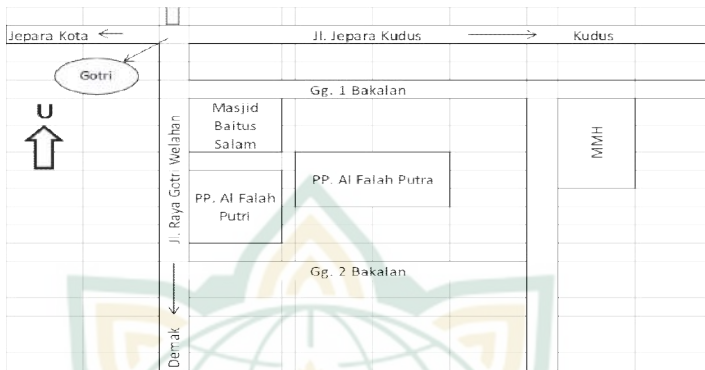 Jepara Kota
Jl. Jepara Kudus
Kudus
Gotri
Gg. 1 Bakalan
U
Masjid
Baitus
Salam
MMH
Jl. Raya Gotri Welahan
PP. Al Falah Putra
PP. Al Falah
Putri
Gg. 2 Bakalan
Demak